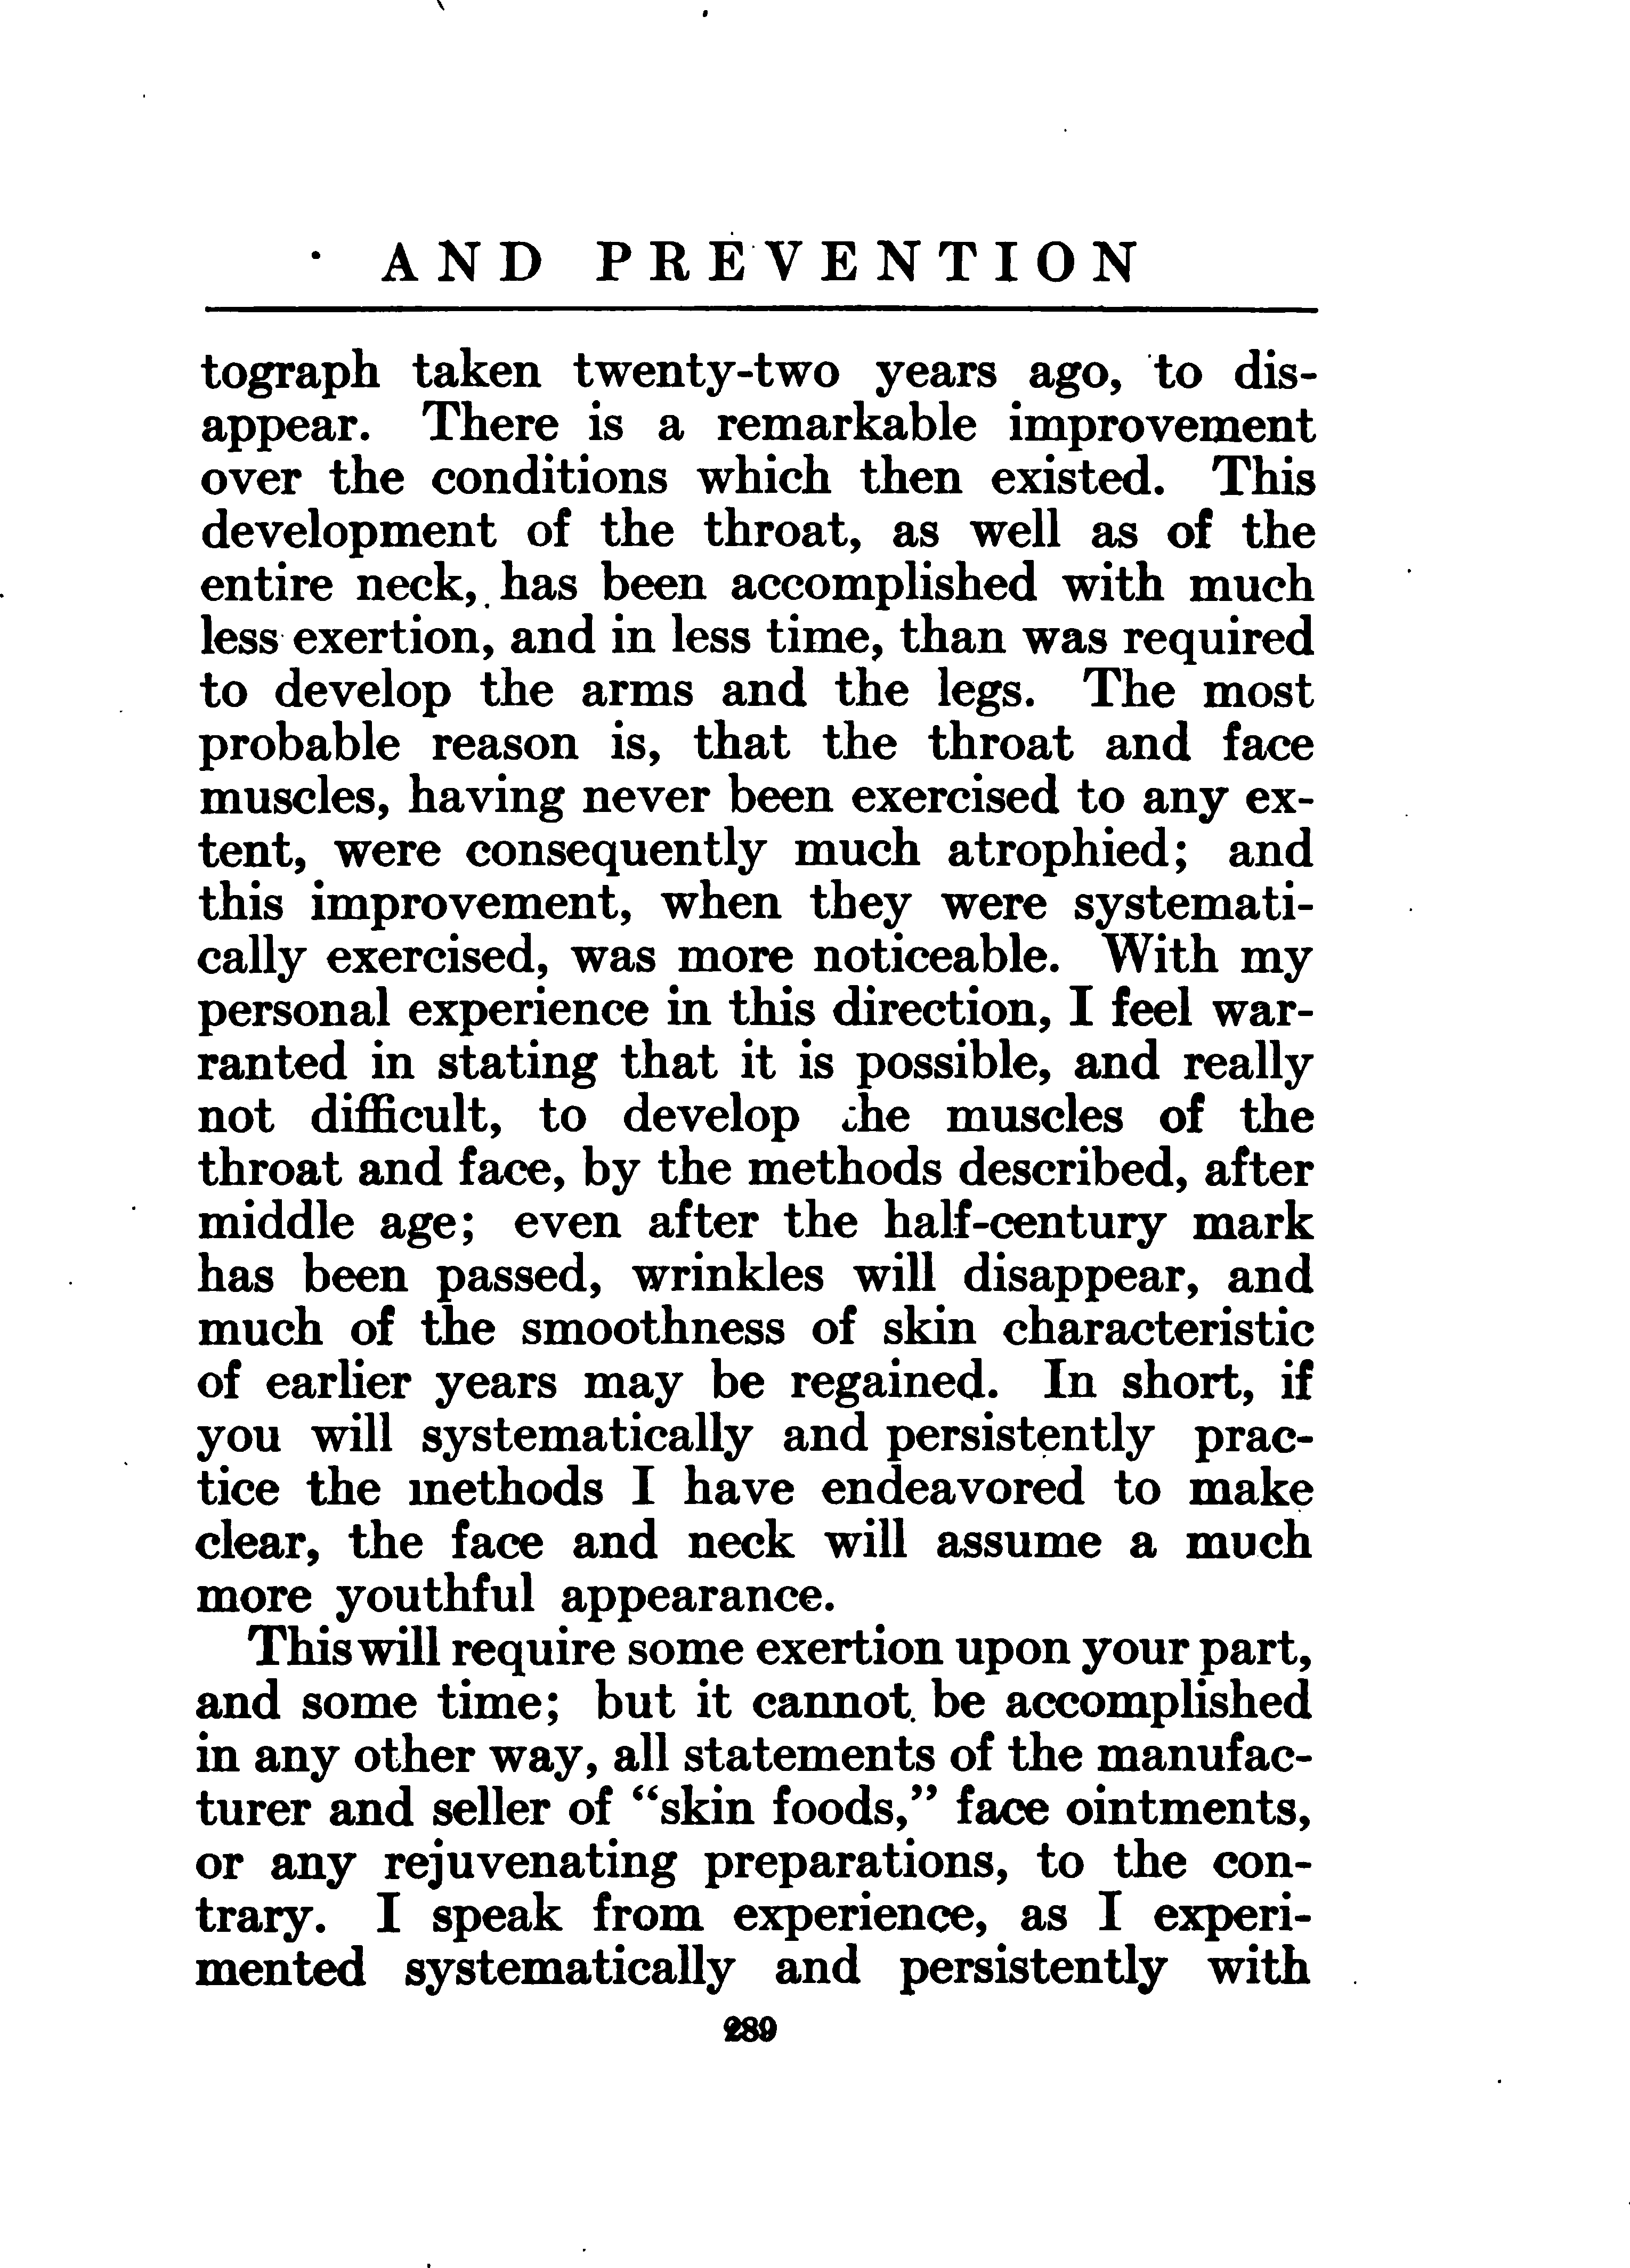 AND PREVENTION
tograph taken twenty-two years ago, to dis-
appear. There is a remarkable improvement
over the conditions which then existed. This
development of the throat, as well as of the
entire neck, has been accomplished with much
less exertion, and in less time, than was required
to develop the arms and the legs. The most
probable reason is, that the throat and face
muscles, having never been exercised to any ex-
tent, were consequently much atrophied; and
this improvement, when they were systemati-
cally exercised, was more noticeable. With my
personal experience in this direction, I feel war-
ranted in stating that it is possible, and really
not difficult, to develop the muscles of the
throat and face, by the methods described, after
middle age; even after the half-century mark
has been passed, wrinkles will disappear, and
much of the smoothness of skin characteristic
of earlier years may be regained. In short, if
you will systematically and persistently prac-
tice the methods I have endeavored to make
clear, the face and neck will assume a much
more youthful appearance.
This will require some exertion upon your part,
and some time; but it cannot be accomplished
in any other way, all statements of the manufac-
turer and seller of “skin foods,” face ointments,
or any rejuvenating preparations, to the con-
trary. I speak from experience, as I experi-
mented systematically and persistently with
289